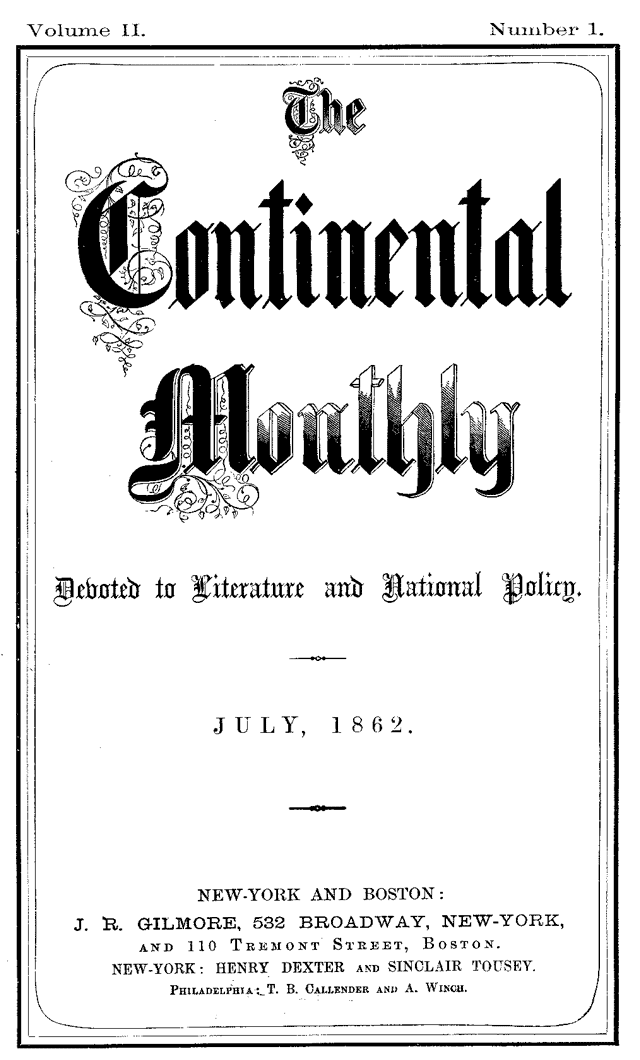 Volume II.
Number 1.
The
Continental
Monthly
Devoted to Literature and National Policy.
JULY, 1862.
NEW-YORK AND BOSTON:
J. R. GILMORE, 532 BROADWAY, NEW-YORK,
AND 110 TREMONT STREET, BOSTON.
NEW-YORK: HENRY DEXTER AND SINCLAIR TOUSEY.
PHILADELPHIA: T. B. CALLENDER AND A. WINCH.